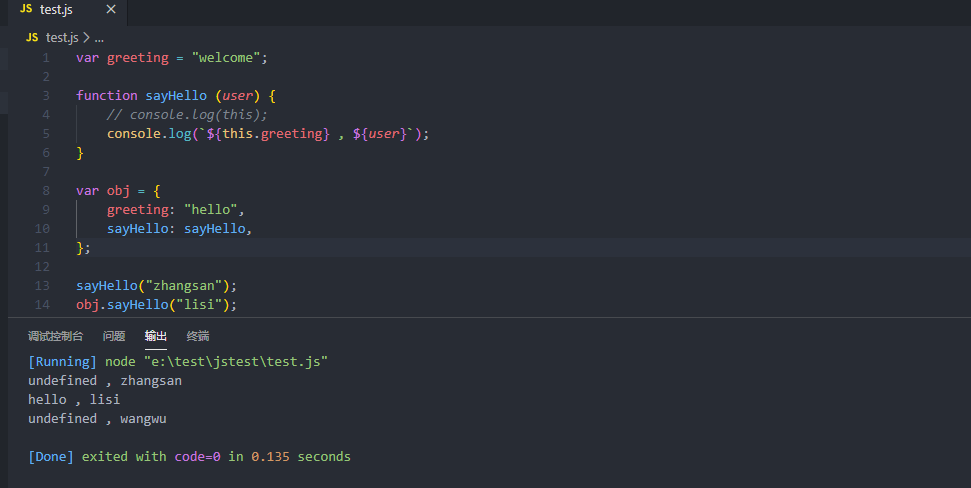 JS test.js ×
JS test.js > ...
1 var greeting = "welcome";
2
3 function sayHello (user) {
4 // console.log(this);
5 console.log(`${this.greeting} , ${user}`);
6 }
7
8 var obj = {
9 greeting: "hello",
10 sayHello: sayHello,
11 };
12
13 sayHello("zhangsan");
14 obj.sayHello("lisi");
调试控制台 问题 输出 终端
[Running] node "e:\test\jstest\test.js"
undefined , zhangsan
hello , lisi
undefined , wangwu
[Done] exited with code=0 in 0.135 seconds